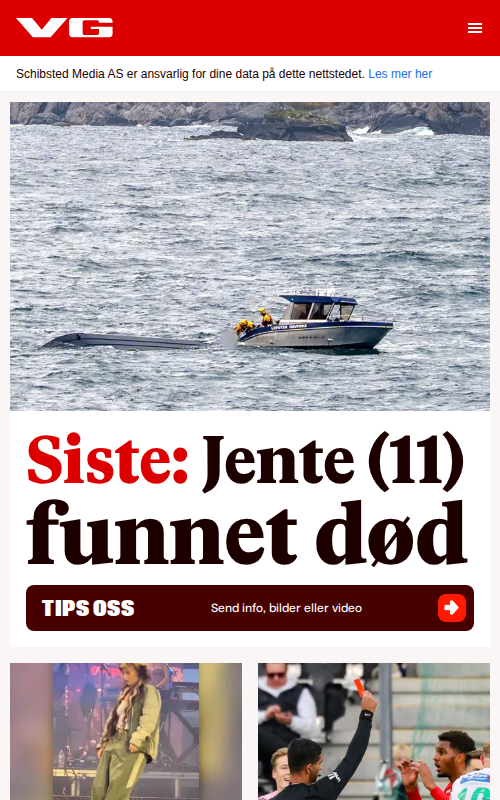 VG
Schibsted Media AS er ansvarlig for dine data på dette nettstedet. Les mer her
Siste: Jente (11)
funnet død
TIPS OSS
Send info, bilder eller video